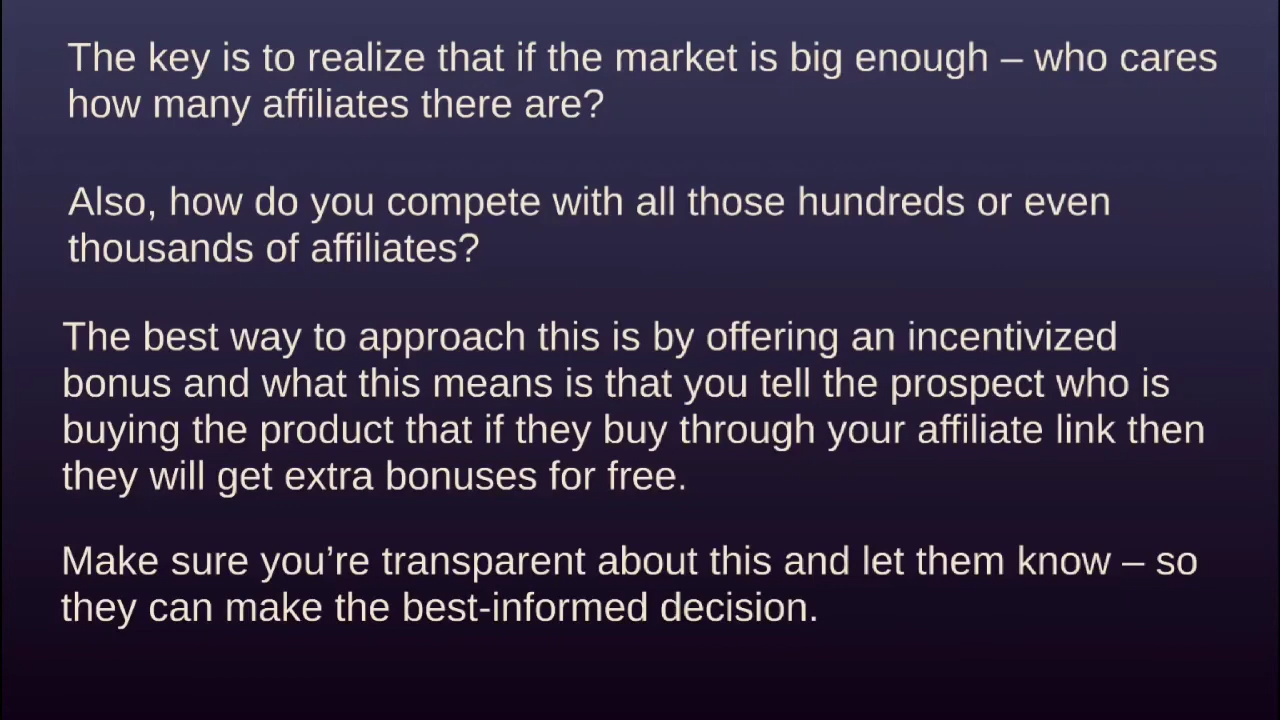 The key is to realize that if the market is big enough – who cares
how many affiliates there are?
Also, how do you compete with all those hundreds or even
thousands of affiliates?
The best way to approach this is by offering an incentivized
bonus and what this means is that you tell the prospect who is
buying the product that if they buy through your affiliate link then
they will get extra bonuses for free.
Make sure you’re transparent about this and let them know – so
they can make the best-informed decision.